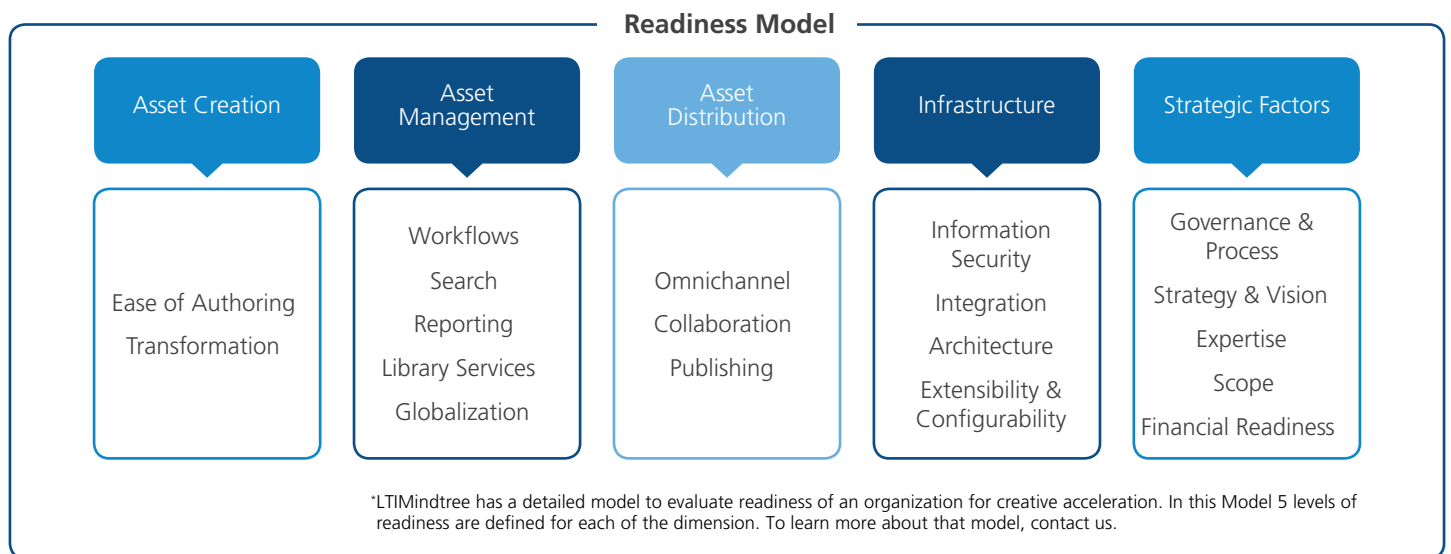 Readiness Model
Asset Creation
Asset
Management
Asset
Distribution
Infrastructure
Strategic Factors
Ease of Authoring
Transformation
Workflows
Search
Reporting
Library Services
Globalization
Omnichannel
Collaboration
Publishing
Information
Security
Integration
Architecture
Extensibility &
Configurability
Governance &
Process
Strategy & Vision
Expertise
Scope
Financial Readiness
*LTIMindtree has a detailed model to evaluate readiness of an organization for creative acceleration. In this Model 5 levels of
readiness are defined for each of the dimension. To learn more about that model, contact us.